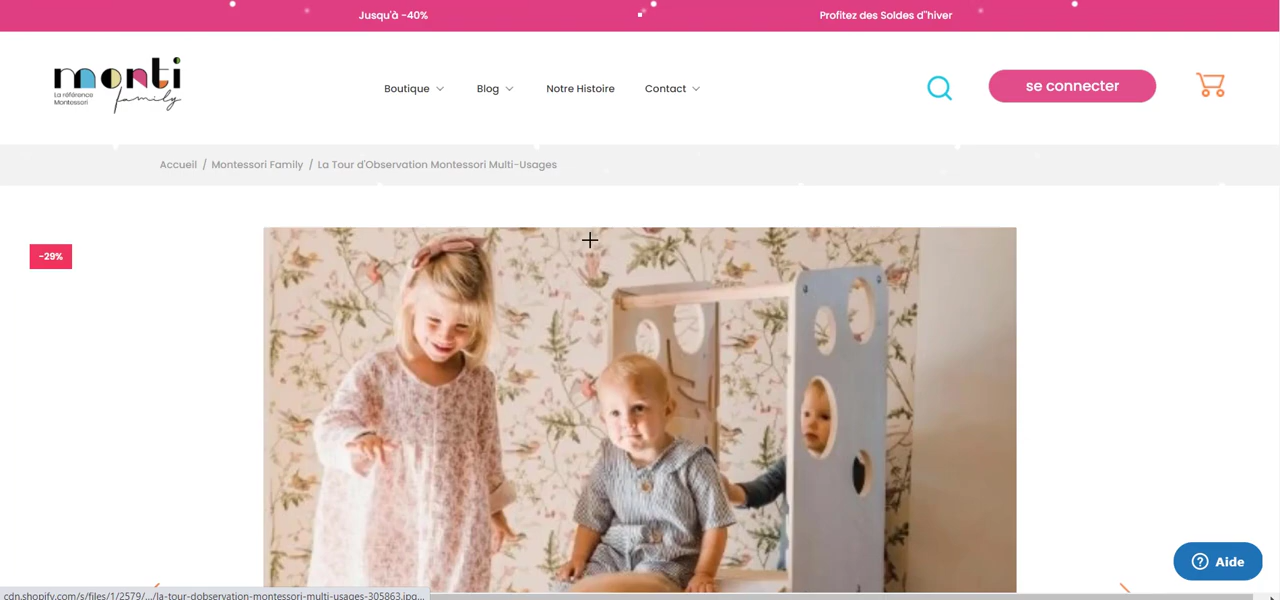 Jusqu'à -40%
Profitez des Soldes d"hiver
monti
family
La référence
Montessori
Boutique
Blog
Notre Histoire
Contact
se connecter
Accueil / Montessori Family / La Tour d'Observation Montessori Multi-Usages
-29%
Aide
cdn.shopify.com/s/files/1/2579/.../la-tour-dobservation-montessori-multi-usages-305863.jpg...